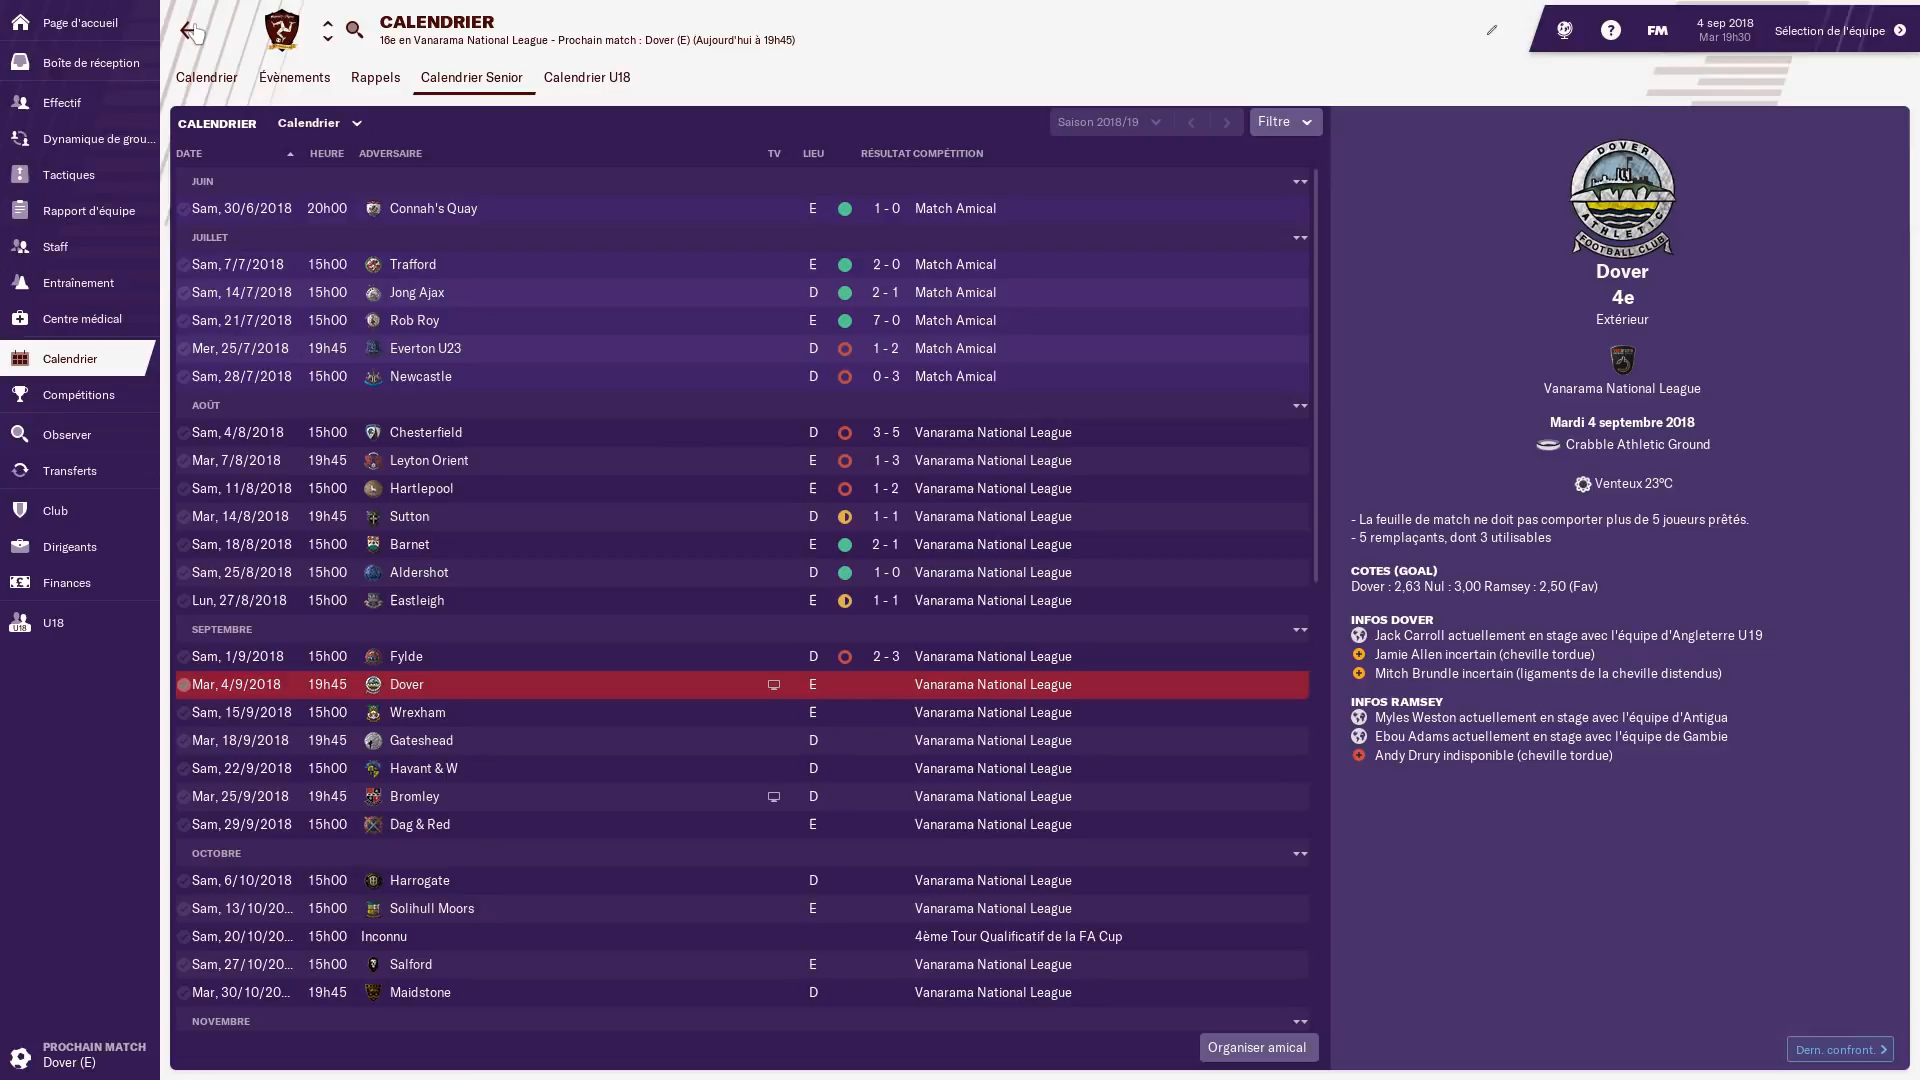 Page d'accueil
Boîte de réception
Effectif
Dynamique de grou...
Tactiques
Rapport d'équipe
Staff
Entraînement
Centre médical
Calendrier
Compétitions
Observer
Transferts
Club
Dirigeants
Finances
U18
U18
PROCHAIN MATCH
Dover (E)
CALENDRIER
16e en Vanarama National League - Prochain match : Dover (E) (Aujourd'hui à 19h45)
? FM 4 sep 2018
Mar 19h30
Sélection de l'équipe
Calendrier Évènements Rappels Calendrier Senior Calendrier U18
CALENDRIER Calendrier Saison 2018/19 Filtre
DATE HEURE ADVERSAIRE TV LIEU RÉSULTAT COMPÉTITION
JUIN
Sam, 30/6/2018 20h00 Connah's Quay E 1 - 0 Match Amical
JUILLET
Sam, 7/7/2018 15h00 Trafford E 2 - 0 Match Amical
Sam, 14/7/2018 15h00 Jong Ajax D 2 - 1 Match Amical
Sam, 21/7/2018 15h00 Rob Roy E 7 - 0 Match Amical
Mer, 25/7/2018 19h45 Everton U23 D 1 - 2 Match Amical
Sam, 28/7/2018 15h00 Newcastle D 0 - 3 Match Amical
AOÛT
Sam, 4/8/2018 15h00 Chesterfield D 3 - 5 Vanarama National League
Mar, 7/8/2018 19h45 Leyton Orient E 1 - 3 Vanarama National League
Sam, 11/8/2018 15h00 Hartlepool E 1 - 2 Vanarama National League
Mar, 14/8/2018 19h45 Sutton D 1 - 1 Vanarama National League
Sam, 18/8/2018 15h00 Barnet E 2 - 1 Vanarama National League
Sam, 25/8/2018 15h00 Aldershot D 1 - 0 Vanarama National League
Lun, 27/8/2018 15h00 Eastleigh E 1 - 1 Vanarama National League
SEPTEMBRE
Sam, 1/9/2018 15h00 Fylde D 2 - 3 Vanarama National League
Mar, 4/9/2018 19h45 Dover E Vanarama National League
Sam, 15/9/2018 15h00 Wrexham E Vanarama National League
Mar, 18/9/2018 19h45 Gateshead D Vanarama National League
Sam, 22/9/2018 15h00 Havant & W D Vanarama National League
Mar, 25/9/2018 19h45 Bromley D Vanarama National League
Sam, 29/9/2018 15h00 Dag & Red E Vanarama National League
OCTOBRE
Sam, 6/10/2018 15h00 Harrogate D Vanarama National League
Sam, 13/10/20... 15h00 Solihull Moors E Vanarama National League
Sam, 20/10/20... 15h00 Inconnu 4ème Tour Qualificatif de la FA Cup
Sam, 27/10/20... 15h00 Salford E Vanarama National League
Mar, 30/10/20... 19h45 Maidstone D Vanarama National League
NOVEMBRE
Organiser amical
DOVER
ATHLETIC
FOOTBALL CLUB
Dover
4e
Extérieur
Vanarama National League
Mardi 4 septembre 2018
Crabble Athletic Ground
Venteux 23°C
- La feuille de match ne doit pas comporter plus de 5 joueurs prêtés.
- 5 remplaçants, dont 3 utilisables
COTES (GOAL)
Dover : 2,63 Nul : 3,00 Ramsey : 2,50 (Fav)
INFOS DOVER
Jack Carroll actuellement en stage avec l'équipe d'Angleterre U19
Jamie Allen incertain (cheville tordue)
Mitch Brundle incertain (ligaments de la cheville distendus)
INFOS RAMSEY
Myles Weston actuellement en stage avec l'équipe d'Antigua
Ebou Adams actuellement en stage avec l'équipe de Gambie
Andy Drury indisponible (cheville tordue)
Dern. confront.